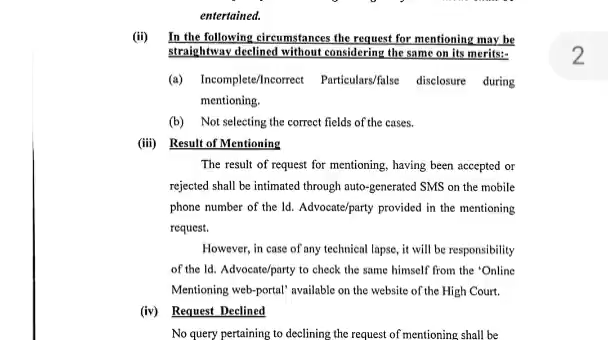 entertained.
(ii) In the following circumstances the request for mentioning may be
straightway declined without considering the same on its merits:-
2
(a) Incomplete/Incorrect Particulars/false disclosure during
mentioning.
(b) Not selecting the correct fields of the cases.
(iii) Result of Mentioning
The result of request for mentioning, having been accepted or
rejected shall be intimated through auto-generated SMS on the mobile
phone number of the ld. Advocate/party provided in the mentioning
request.
However, in case of any technical lapse, it will be responsibility
of the ld. Advocate/party to check the same himself from the 'Online
Mentioning web-portal' available on the website of the High Court.
(iv) Request Declined
No query pertaining to declining the request of mentioning shall be